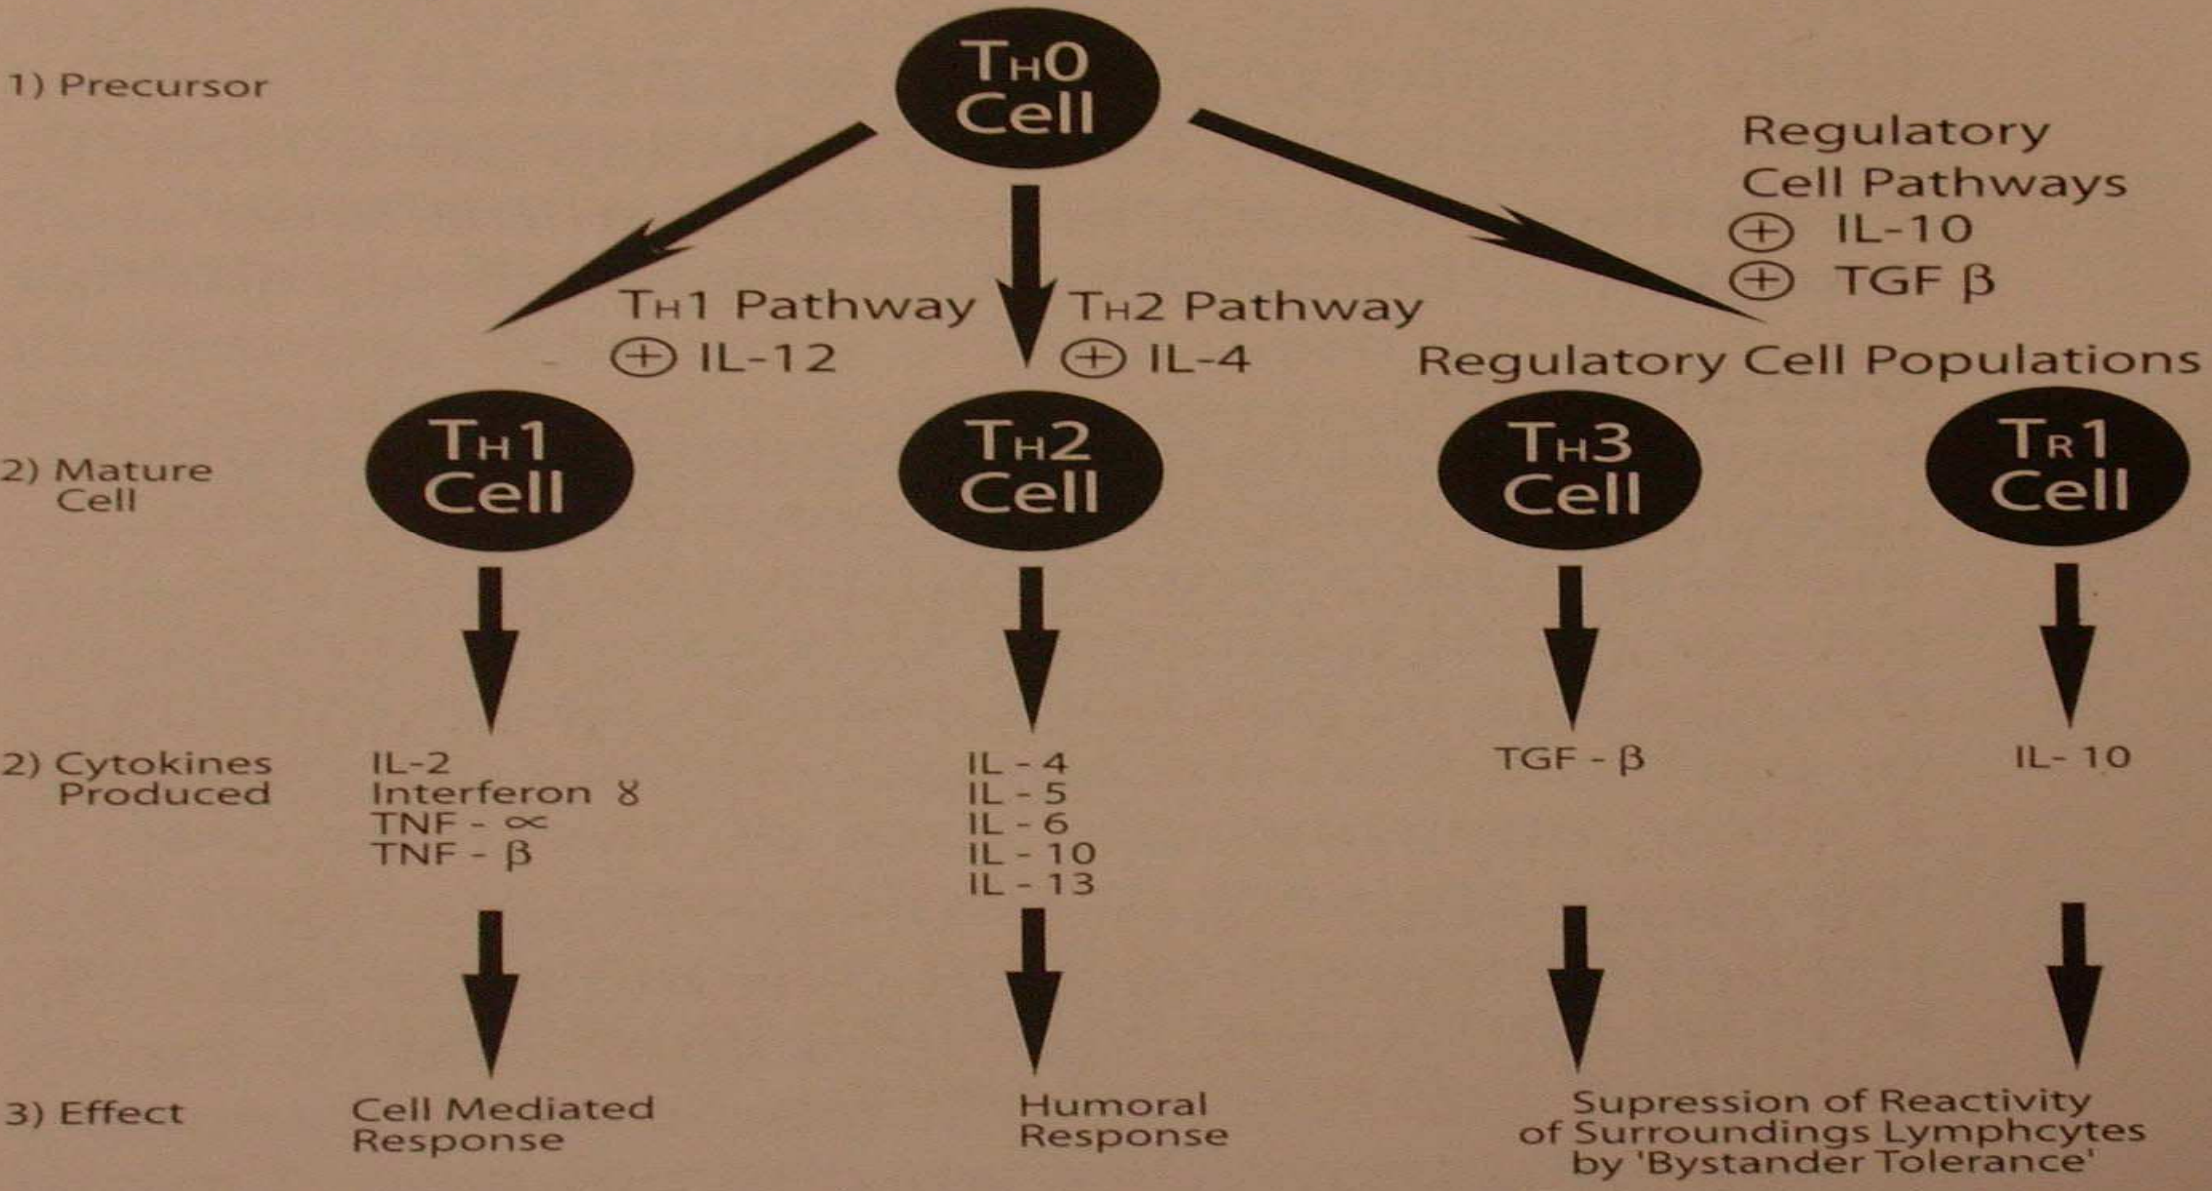 TH0
Cell
1) Precursor
Regulatory
Cell Pathways
⊕ IL-10
⊕ TGF β
TH1 Pathway
⊕ IL-12
TH2 Pathway
⊕ IL-4
Regulatory Cell Populations
2) Mature
Cell
TH1
Cell
TH2
Cell
TH3
Cell
TR1
Cell
2) Cytokines
Produced
IL-2
Interferon ɣ
TNF - ∝
TNF - β
IL - 4
IL - 5
IL - 6
IL - 10
IL - 13
TGF - β
IL- 10
3) Effect
Cell Mediated
Response
Humoral
Response
Supression of Reactivity
of Surroundings Lymphcytes
by 'Bystander Tolerance'